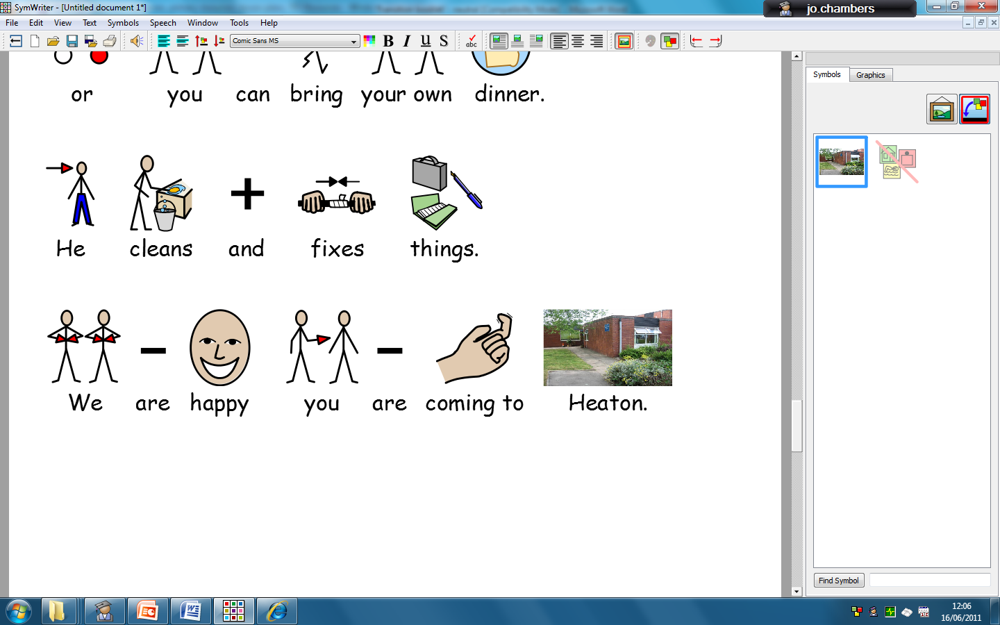 SymWriter - [Untitled document 1*]
jo.chambers
File Edit View Text Symbols Speech Window Tools Help
Comic Sans MS
B I u S
abc
or you can bring your own dinner.
He cleans and fixes things.
We are happy you are coming to Heaton.
Symbols Graphics
Find Symbol
12:06
16/06/2011